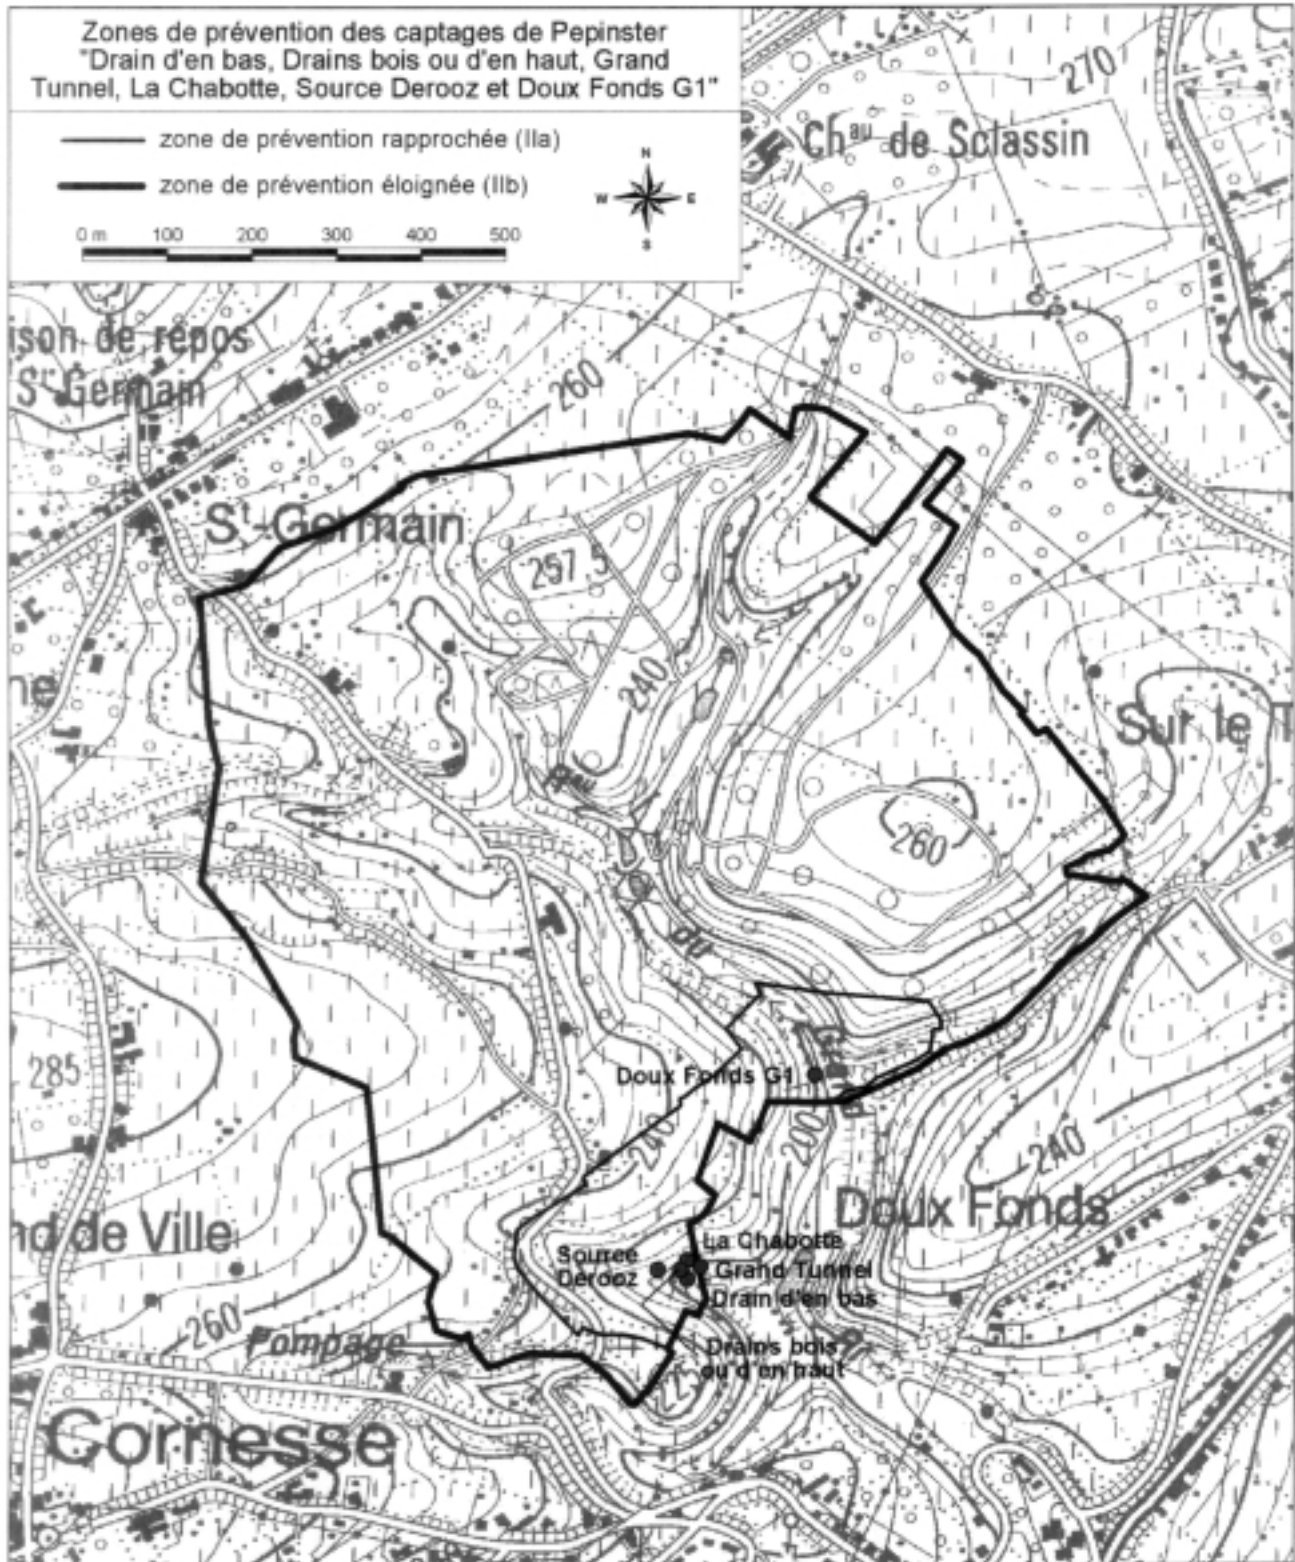 Zones de prévention des captages de Pepinster
"Drain d'en bas, Drains bois ou d'en haut, Grand
Tunnel, La Chabotte, Source Derooz et Doux Fonds G1"
zone de prévention rapprochée (IIa)
zone de prévention éloignée (IIb)
N
W
E
S
0 m 100 200 300 400 500
270
Chau de Sclassin
ison de repos
St Germain
260
St-Germain
257.5
240
ne
Sur le T
Rau
260
du
285
Doux Fonds G1
240
200
240
Doux Fonds
nd de Ville
La Chabotte
Source
Derooz
Grand Tunnel
Drain d'en bas
260
Pompage
Drains bois
ou d'en haut
Cornesse